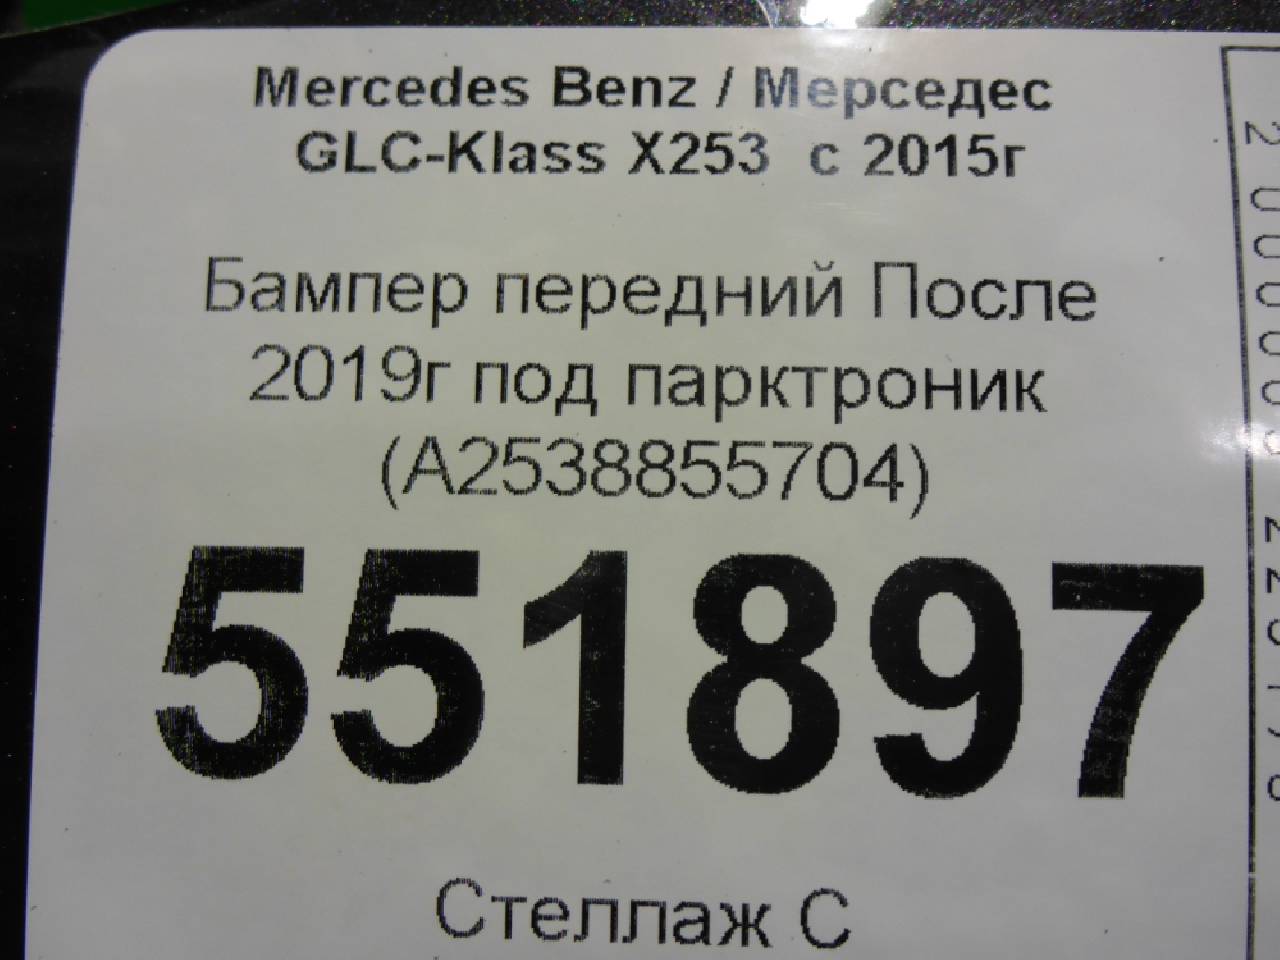 Mercedes Benz / Мерседес
GLC-Klass X253 с 2015г
Бампер передний После
2019г под парктроник
(A2538855704)
551897
Стеллаж С